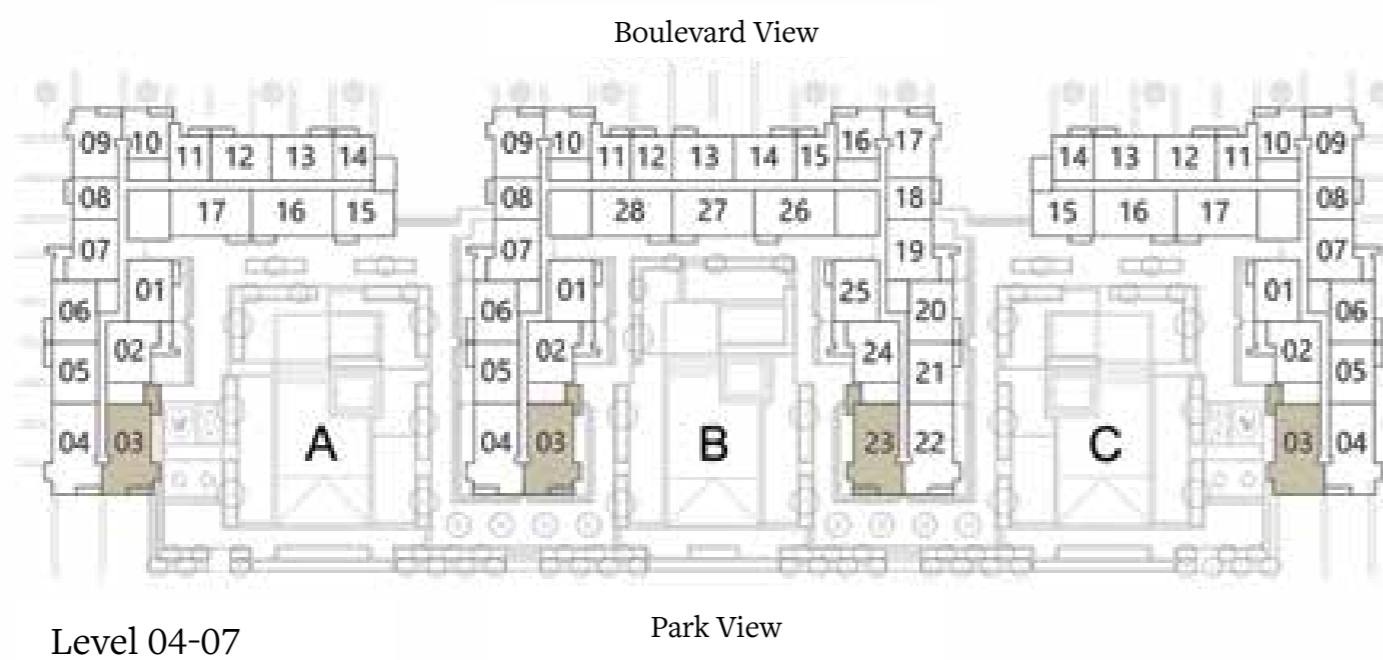 Boulevard View
09 10 09 10 16 17 10 09
11 12 13 14 11 12 13 14 15 14 13 12 11
08 08 18 08
17 16 15 28 27 26 15 16 17
07 07 19 07
01 01 25 01
06 06 20 06
02 02 24 02
05 05 21 05
04 03 A 04 03 B 23 22 C 03 04
Level 04-07
Park View